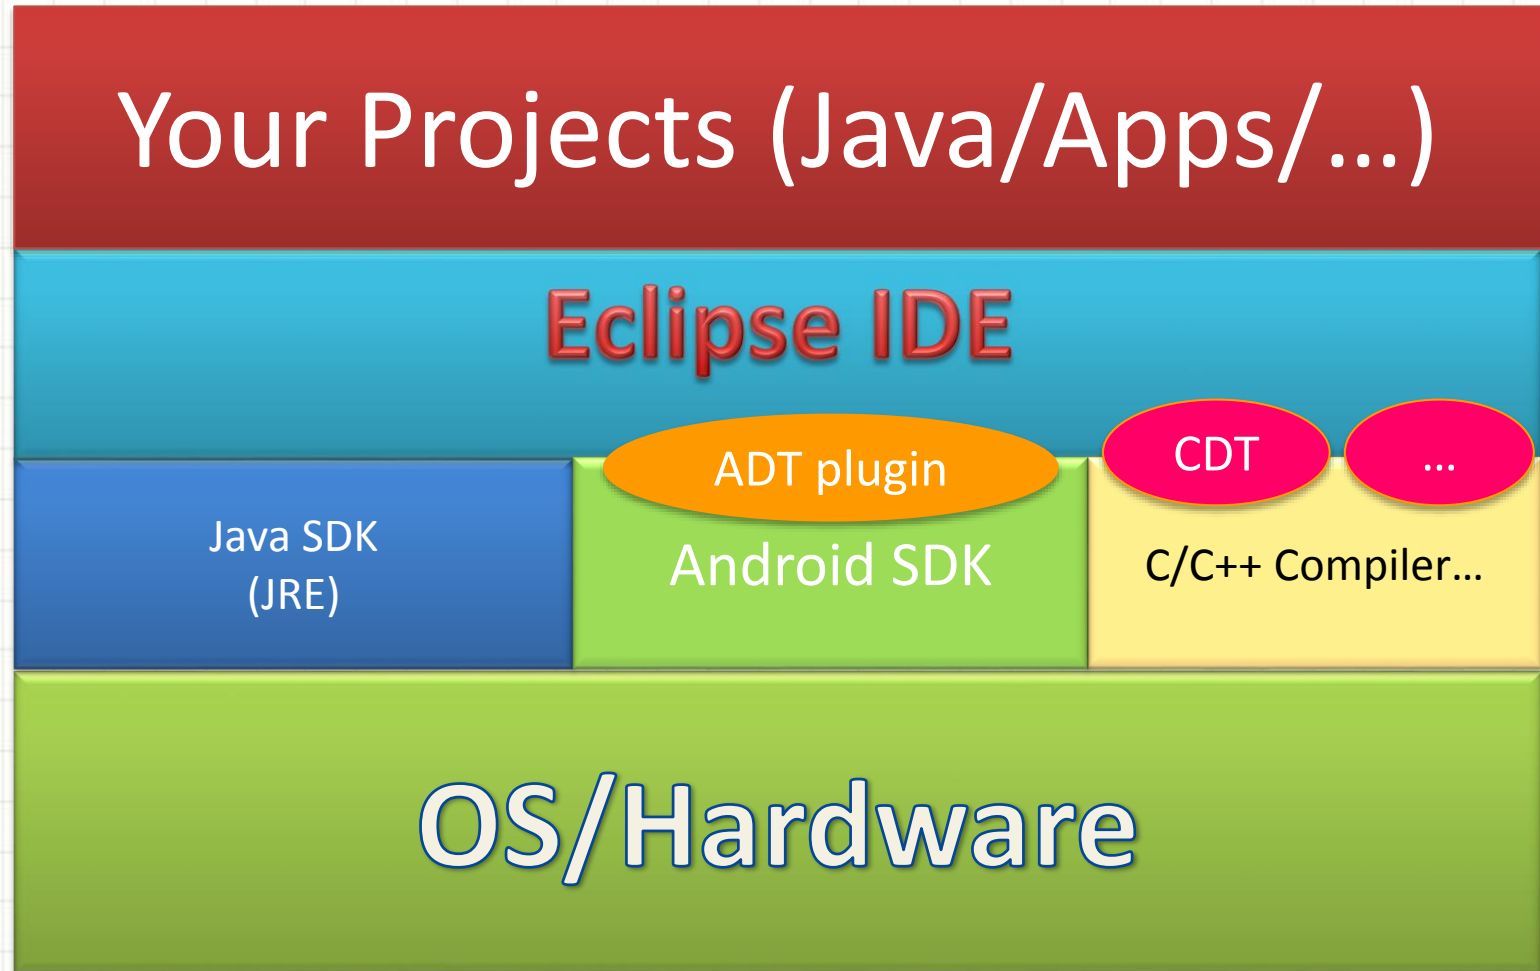 Your Projects (Java/Apps/…)
Eclipse IDE
ADT plugin
CDT
…
Java SDK
(JRE)
Android SDK
C/C++ Compiler…
OS/Hardware